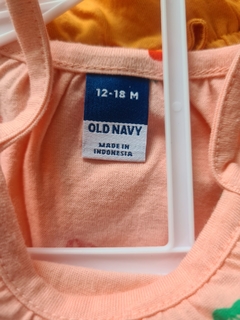 12-18 M
OLD NAVY
MADE IN
INDONESIA